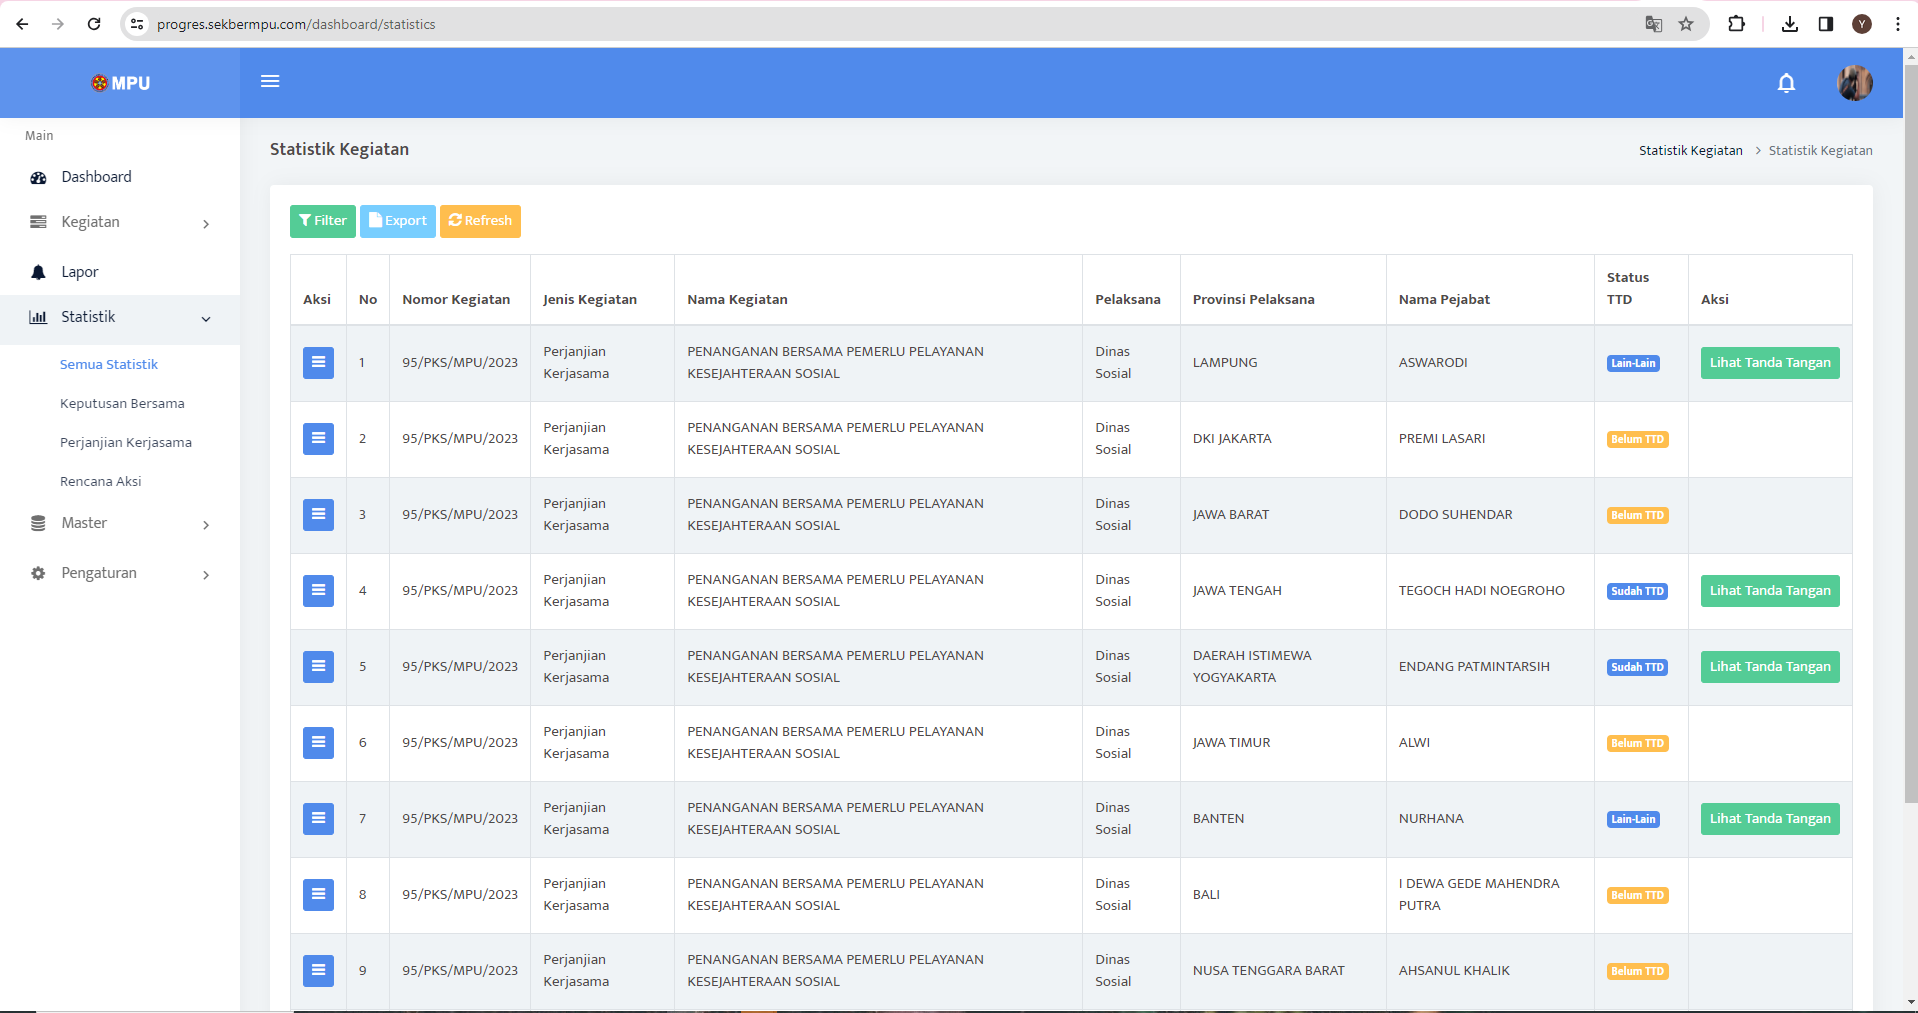 progres.sekbermpu.com/dashboard/statistics
Y
MPU
Main
Dashboard
Kegiatan
Lapor
Statistik
Semua Statistik
Keputusan Bersama
Perjanjian Kerjasama
Rencana Aksi
Master
Pengaturan
Statistik Kegiatan
Statistik Kegiatan > Statistik Kegiatan
Filter Export Refresh
Aksi No Nomor Kegiatan Jenis Kegiatan Nama Kegiatan Pelaksana Provinsi Pelaksana Nama Pejabat Status TTD Aksi
1 95/PKS/MPU/2023 Perjanjian Kerjasama PENANGANAN BERSAMA PEMERLU PELAYANAN KESEJAHTERAAN SOSIAL Dinas Sosial LAMPUNG ASWARODI Lain-Lain Lihat Tanda Tangan
2 95/PKS/MPU/2023 Perjanjian Kerjasama PENANGANAN BERSAMA PEMERLU PELAYANAN KESEJAHTERAAN SOSIAL Dinas Sosial DKI JAKARTA PREMI LASARI Belum TTD
3 95/PKS/MPU/2023 Perjanjian Kerjasama PENANGANAN BERSAMA PEMERLU PELAYANAN KESEJAHTERAAN SOSIAL Dinas Sosial JAWA BARAT DODO SUHENDAR Belum TTD
4 95/PKS/MPU/2023 Perjanjian Kerjasama PENANGANAN BERSAMA PEMERLU PELAYANAN KESEJAHTERAAN SOSIAL Dinas Sosial JAWA TENGAH TEGOCH HADI NOEGROHO Sudah TTD Lihat Tanda Tangan
5 95/PKS/MPU/2023 Perjanjian Kerjasama PENANGANAN BERSAMA PEMERLU PELAYANAN KESEJAHTERAAN SOSIAL Dinas Sosial DAERAH ISTIMEWA YOGYAKARTA ENDANG PATMINTARSIH Sudah TTD Lihat Tanda Tangan
6 95/PKS/MPU/2023 Perjanjian Kerjasama PENANGANAN BERSAMA PEMERLU PELAYANAN KESEJAHTERAAN SOSIAL Dinas Sosial JAWA TIMUR ALWI Belum TTD
7 95/PKS/MPU/2023 Perjanjian Kerjasama PENANGANAN BERSAMA PEMERLU PELAYANAN KESEJAHTERAAN SOSIAL Dinas Sosial BANTEN NURHANA Lain-Lain Lihat Tanda Tangan
8 95/PKS/MPU/2023 Perjanjian Kerjasama PENANGANAN BERSAMA PEMERLU PELAYANAN KESEJAHTERAAN SOSIAL Dinas Sosial BALI I DEWA GEDE MAHENDRA PUTRA Belum TTD
9 95/PKS/MPU/2023 Perjanjian Kerjasama PENANGANAN BERSAMA PEMERLU PELAYANAN KESEJAHTERAAN SOSIAL Dinas Sosial NUSA TENGGARA BARAT AHSANUL KHALIK Belum TTD